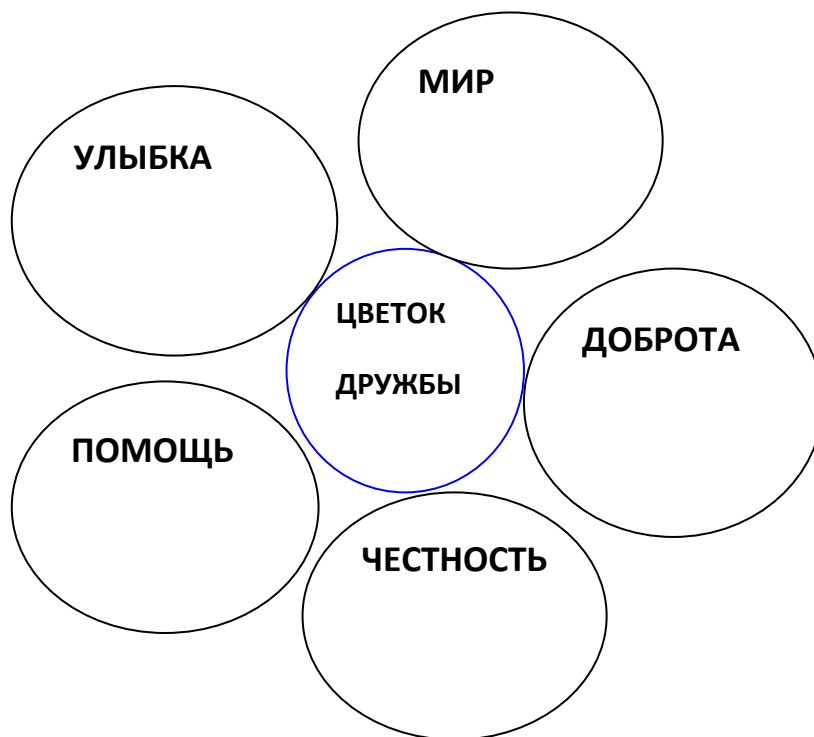 МИР
УЛЫБКА
ЦВЕТОК
ДРУЖБЫ
ДОБРОТА
ПОМОЩЬ
ЧЕСТНОСТЬ